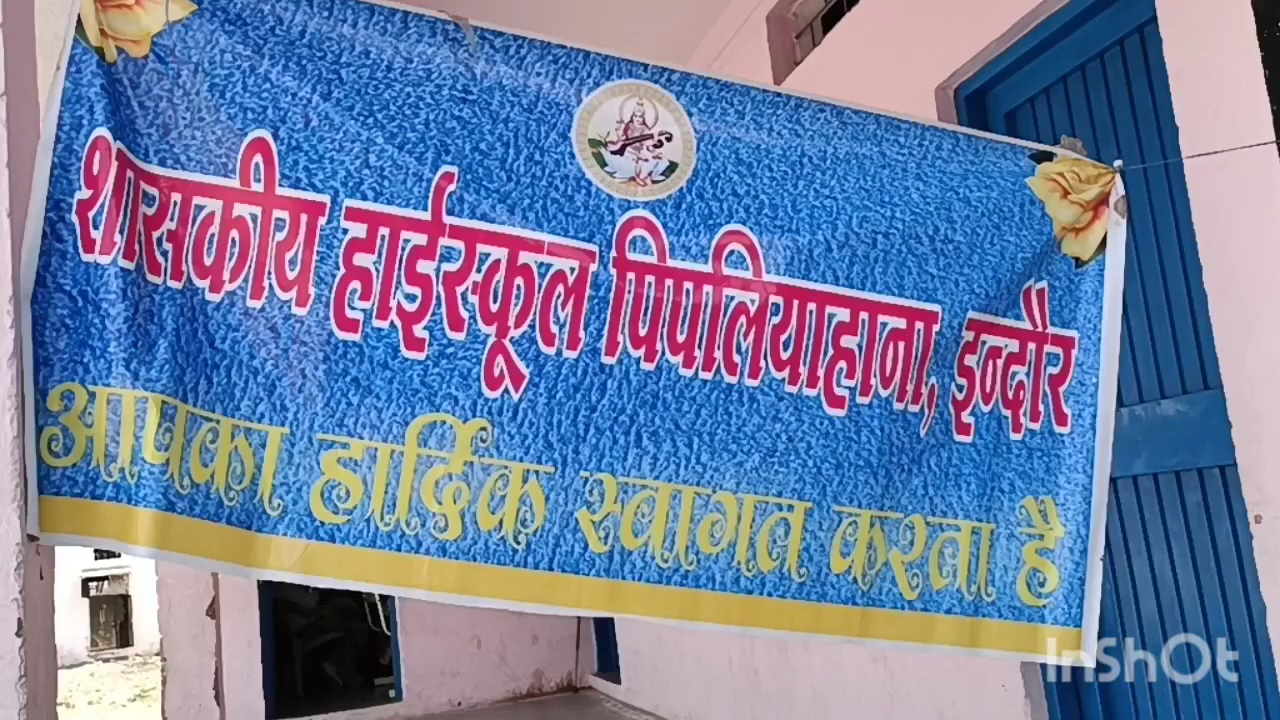 शासकीय हाईस्कूल पिपलियाहाना, इन्दौर
आपका हार्दिक स्वागत करता है
InShOt